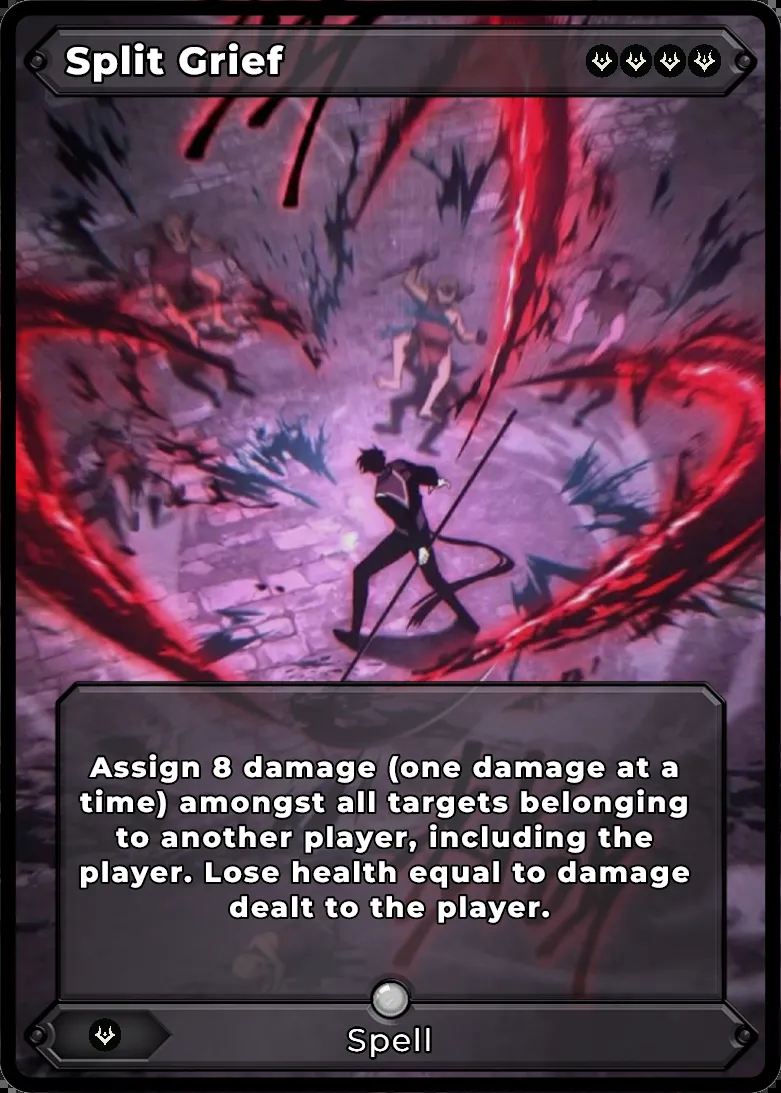 Split Grief
Assign 8 damage (one damage at a
time) amongst all targets belonging
to another player, including the
player. Lose health equal to damage
dealt to the player.
Spell